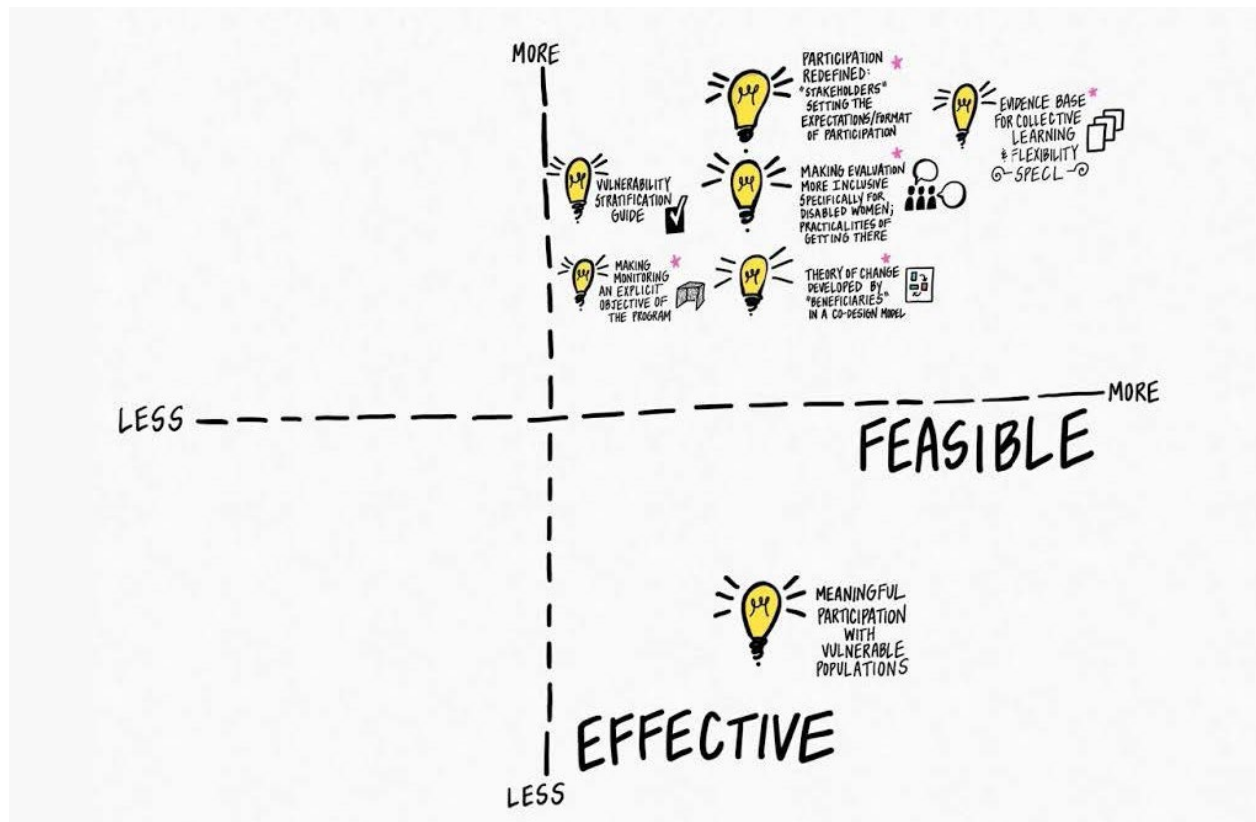 MORE
PARTICIPATION
REDEFINED:
"STAKEHOLDERS"
SETTING THE
EXPECTATIONS/FORMAT
OF PARTICIPATION
EVIDENCE BASE
FOR COLLECTIVE
LEARNING
& FLEXIBILITY
SPECL
VULNERABILITY
STRATIFICATION
GUIDE
MAKING EVALUATION
MORE INCLUSIVE
SPECIFICALLY FOR
DISABLED WOMEN;
PRACTICALITIES OF
GETTING THERE
MAKING
MONITORING
AN EXPLICIT
OBJECTIVE OF
THE PROGRAM
THEORY OF CHANGE
DEVELOPED BY
"BENEFICIARIES"
IN A CO-DESIGN MODEL
LESS
MORE
FEASIBLE
MEANINGFUL
PARTICIPATION
WITH
VULNERABLE
POPULATIONS
EFFECTIVE
LESS